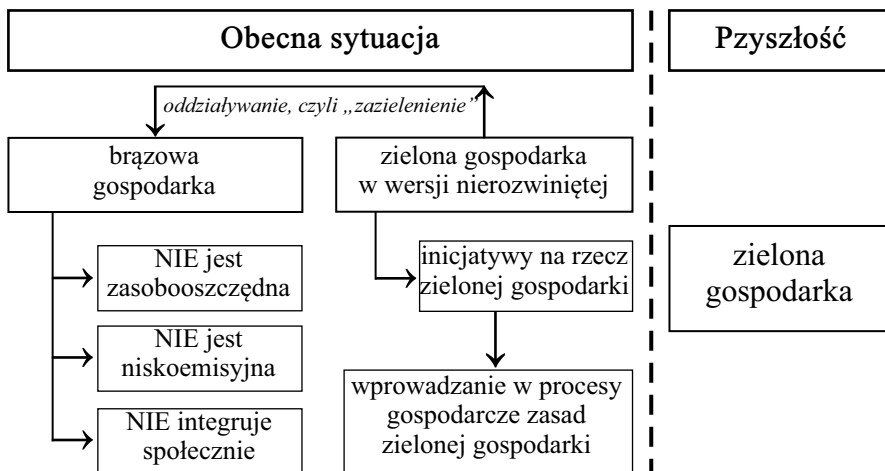 Obecna sytuacja
Pzyszłość
oddziaływanie, czyli „zazielenienie”
brązowa
gospodarka
zielona gospodarka
w wersji nierozwiniętej
NIE jest
zasobooszczędna
inicjatywy na rzecz
zielonej gospodarki
zielona
gospodarka
NIE jest
niskoemisyjna
wprowadzanie w procesy
gospodarcze zasad
zielonej gospodarki
NIE integruje
społecznie